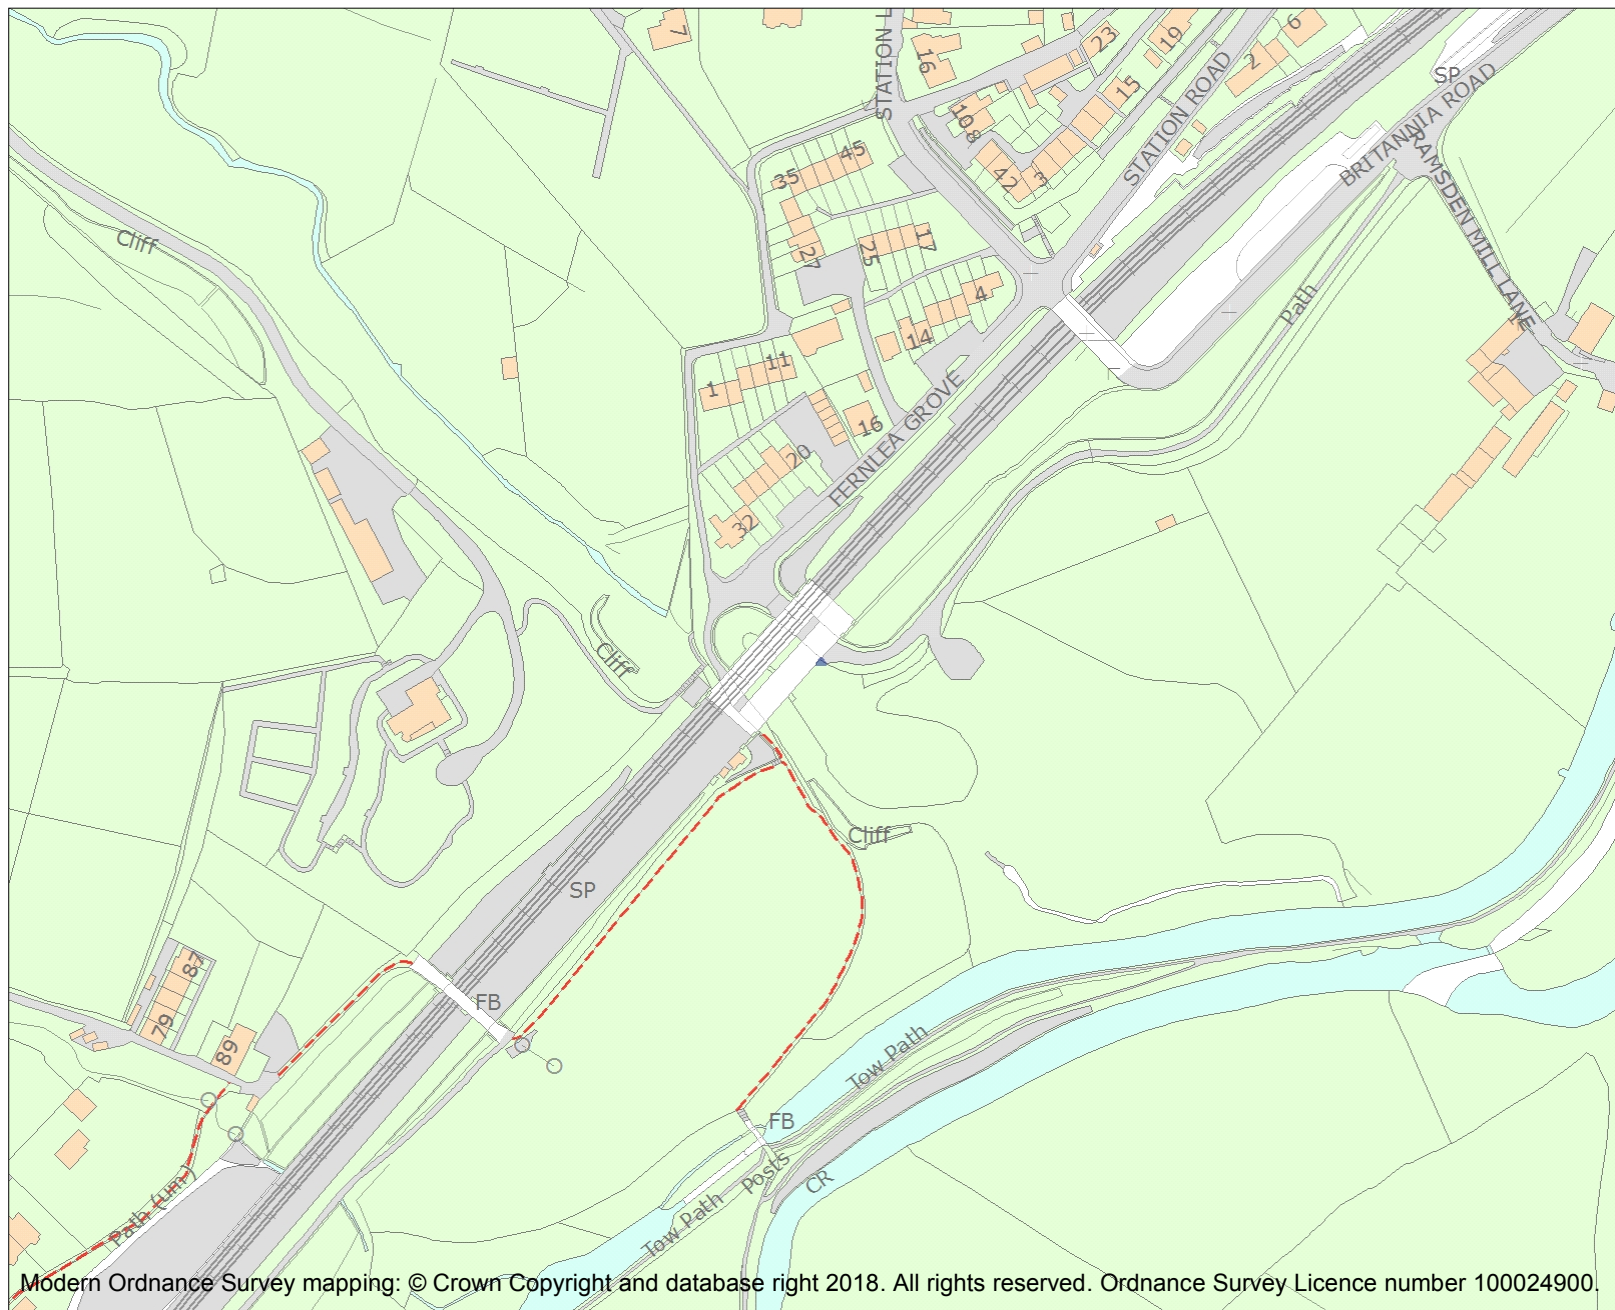 7
STATION L
16
23
19
6
2
SP
15
STATION ROAD
BRITANNIA ROAD
RAMSDEN MILL LANE
108
45
35
42
3
Cliff
27
25
17
4
Path
14
1
11
16
FERNLEA GROVE
20
32
Cliff
Cliff
SP
87
FB
79
89
Tow Path
FB
Posts
CR
Path (um)
Tow Path
Modern Ordnance Survey mapping: © Crown Copyright and database right 2018. All rights reserved. Ordnance Survey Licence number 100024900.